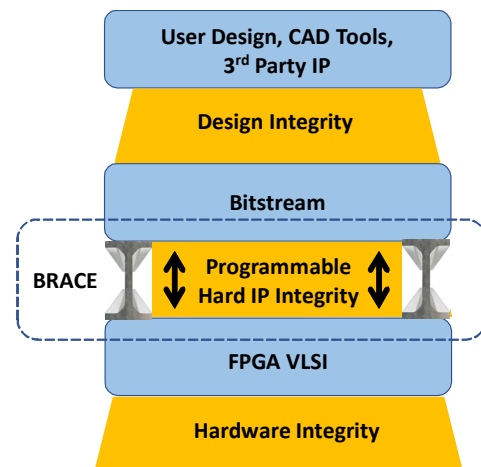 User Design, CAD Tools,
3rd Party IP
Design Integrity
Bitstream
BRACE
Programmable
Hard IP Integrity
FPGA VLSI
Hardware Integrity